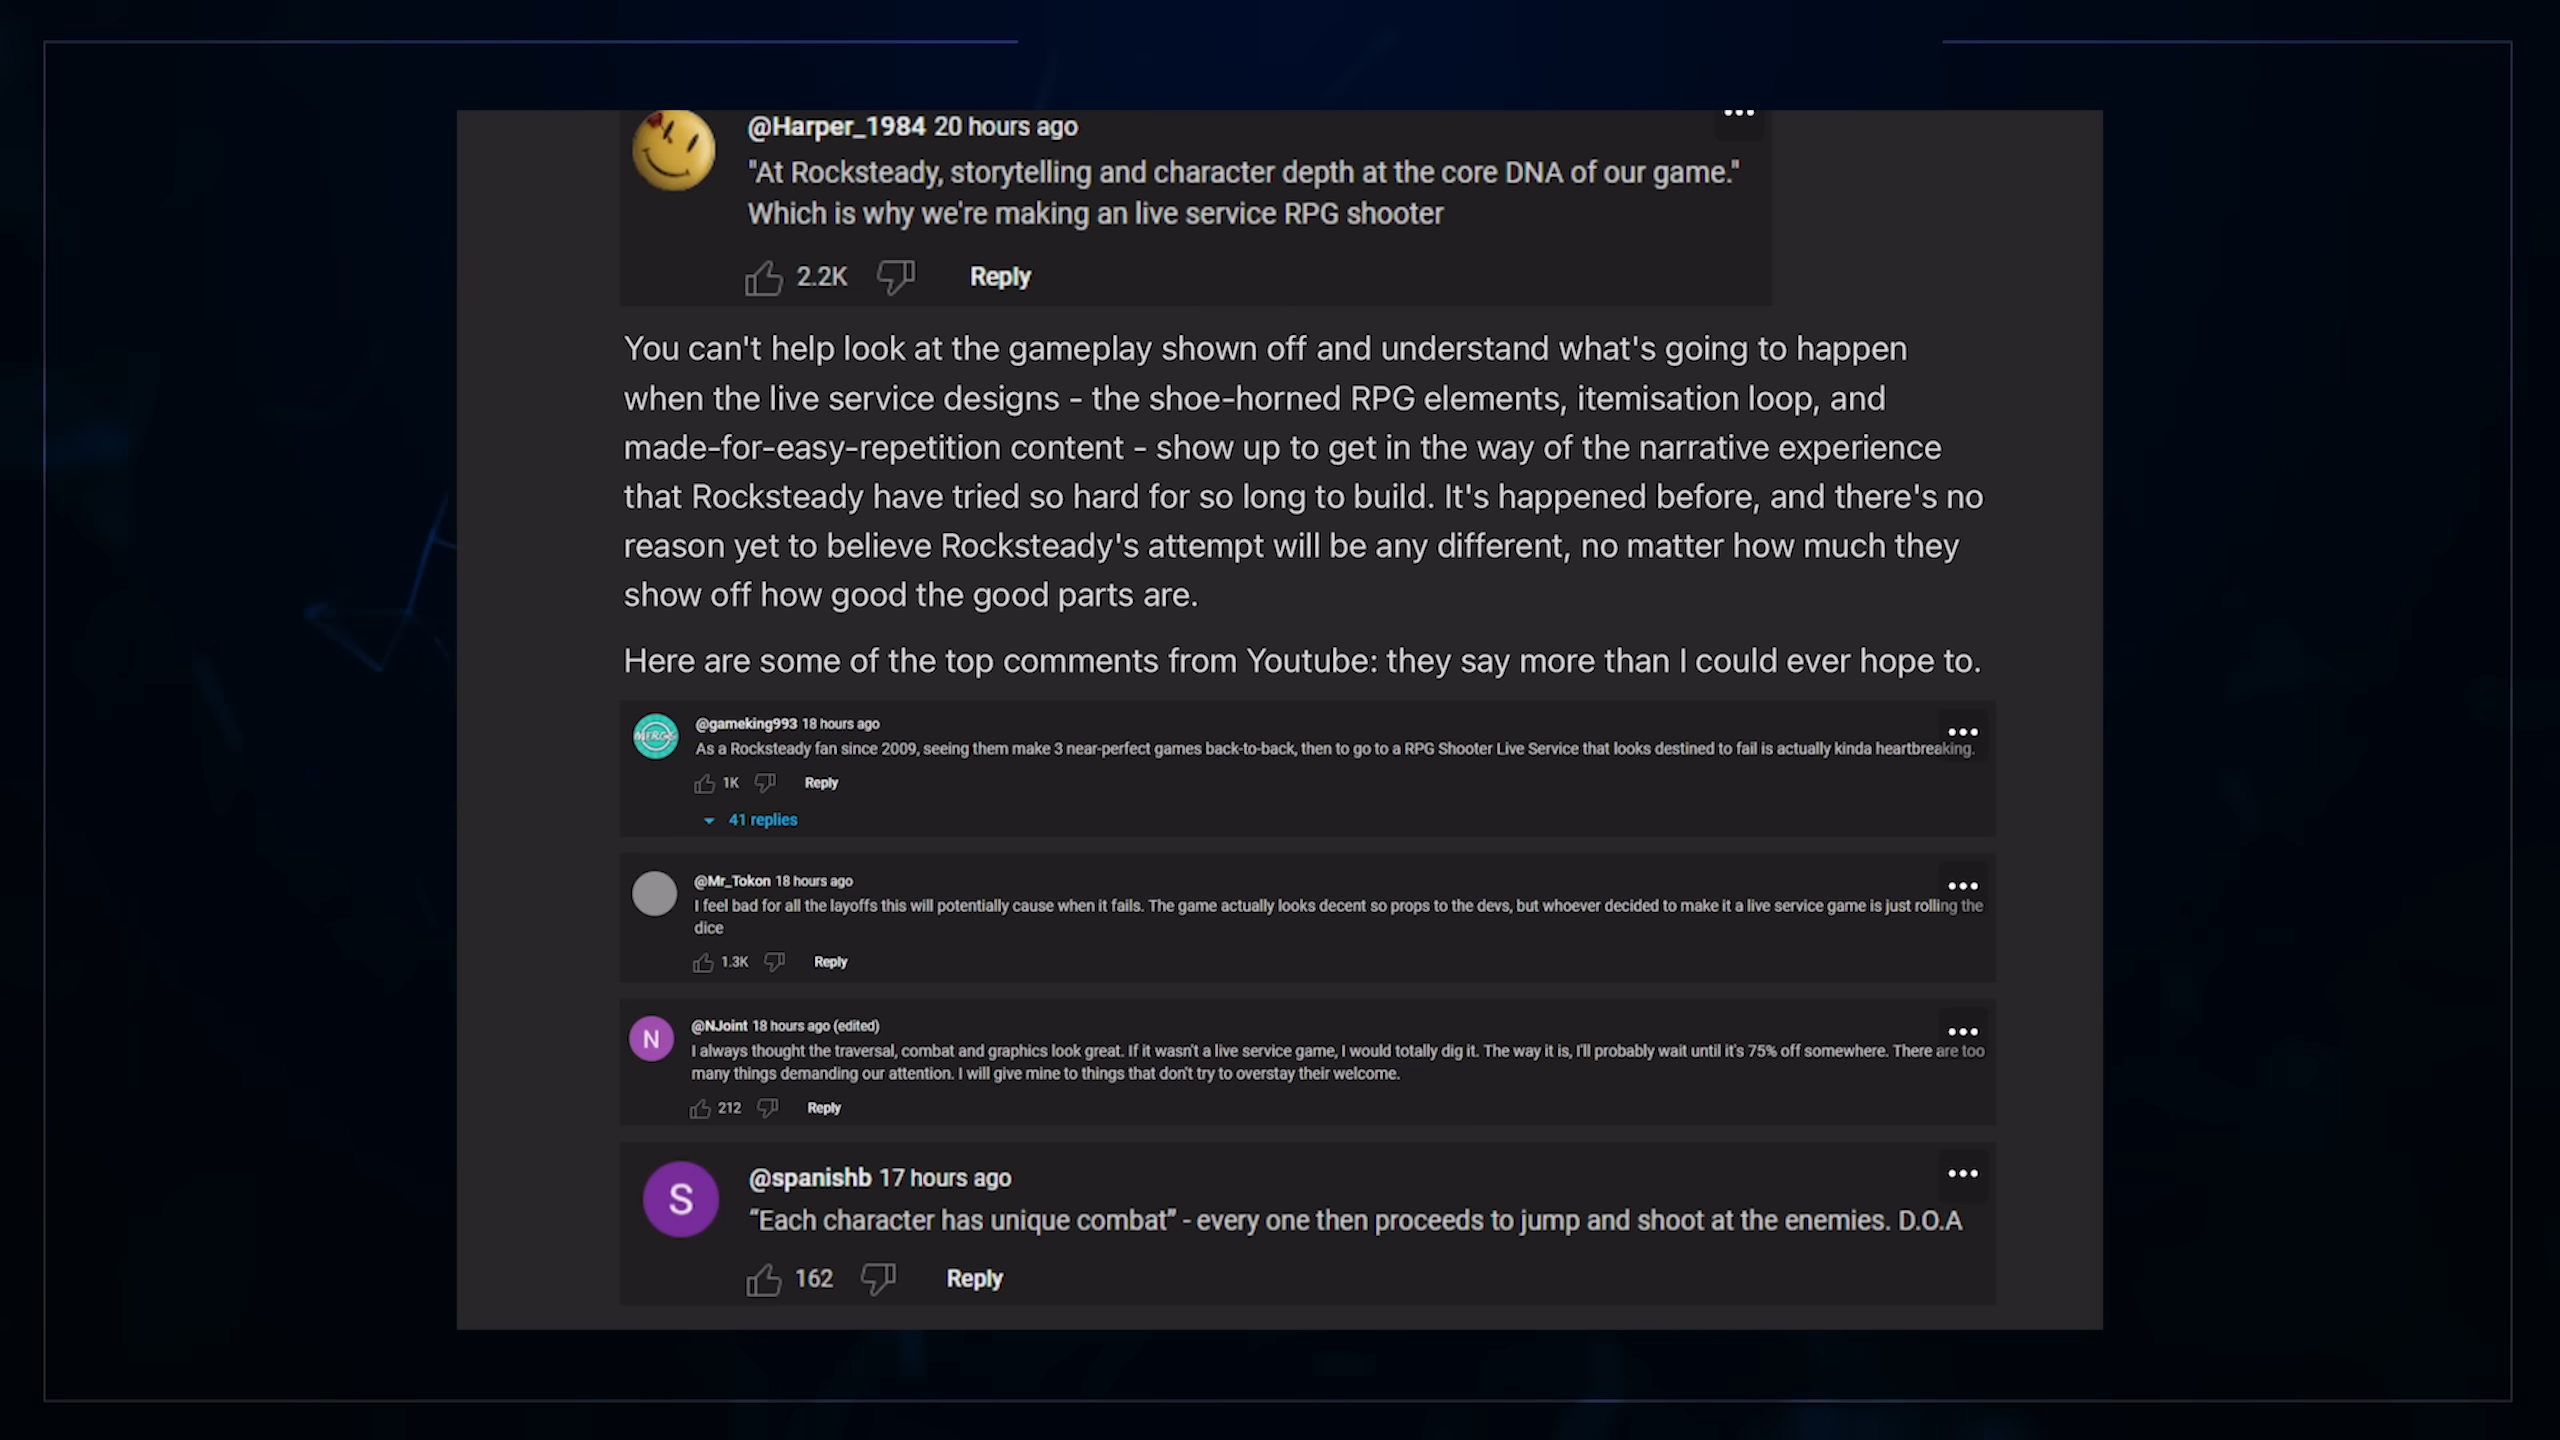 @Harper_1984 20 hours ago
"At Rocksteady, storytelling and character depth at the core DNA of our game."
Which is why we're making an live service RPG shooter
2.2K Reply
You can't help look at the gameplay shown off and understand what's going to happen
when the live service designs - the shoe-horned RPG elements, itemisation loop, and
made-for-easy-repetition content - show up to get in the way of the narrative experience
that Rocksteady have tried so hard for so long to build. It's happened before, and there's no
reason yet to believe Rocksteady's attempt will be any different, no matter how much they
show off how good the good parts are.
Here are some of the top comments from Youtube: they say more than I could ever hope to.
@gameking993 18 hours ago
As a Rocksteady fan since 2009, seeing them make 3 near-perfect games back-to-back, then to go to a RPG Shooter Live Service that looks destined to fail is actually kinda heartbreaking.
1K Reply
41 replies
@Mr_Tokon 18 hours ago
I feel bad for all the layoffs this will potentially cause when it fails. The game actually looks decent so props to the devs, but whoever decided to make it a live service game is just rolling the
dice
1.3K Reply
N
@NJoint 18 hours ago (edited)
I always thought the traversal, combat and graphics look great. If it wasn't a live service game, I would totally dig it. The way it is, I'll probably wait until it's 75% off somewhere. There are too
many things demanding our attention. I will give mine to things that don't try to overstay their welcome.
212 Reply
S
@spanishb 17 hours ago
“Each character has unique combat” - every one then proceeds to jump and shoot at the enemies. D.O.A
162 Reply